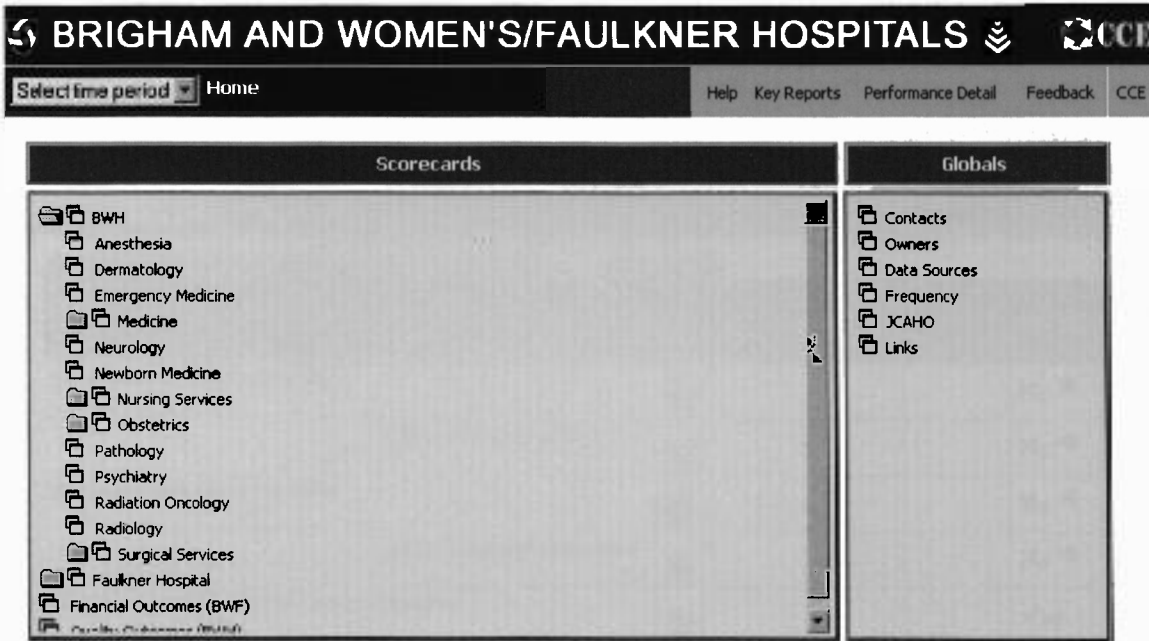 BRIGHAM AND WOMEN'S/FAULKNER HOSPITALS CCE
Select time period Home Help Key Reports Performance Detail Feedback CCE
Scorecards
BWH
Anesthesia
Dermatology
Emergency Medicine
Medicine
Neurology
Newborn Medicine
Nursing Services
Obstetrics
Pathology
Psychiatry
Radiation Oncology
Radiology
Surgical Services
Faulkner Hospital
Financial Outcomes (BWF)
Globals
Contacts
Owners
Data Sources
Frequency
JCAHO
Links